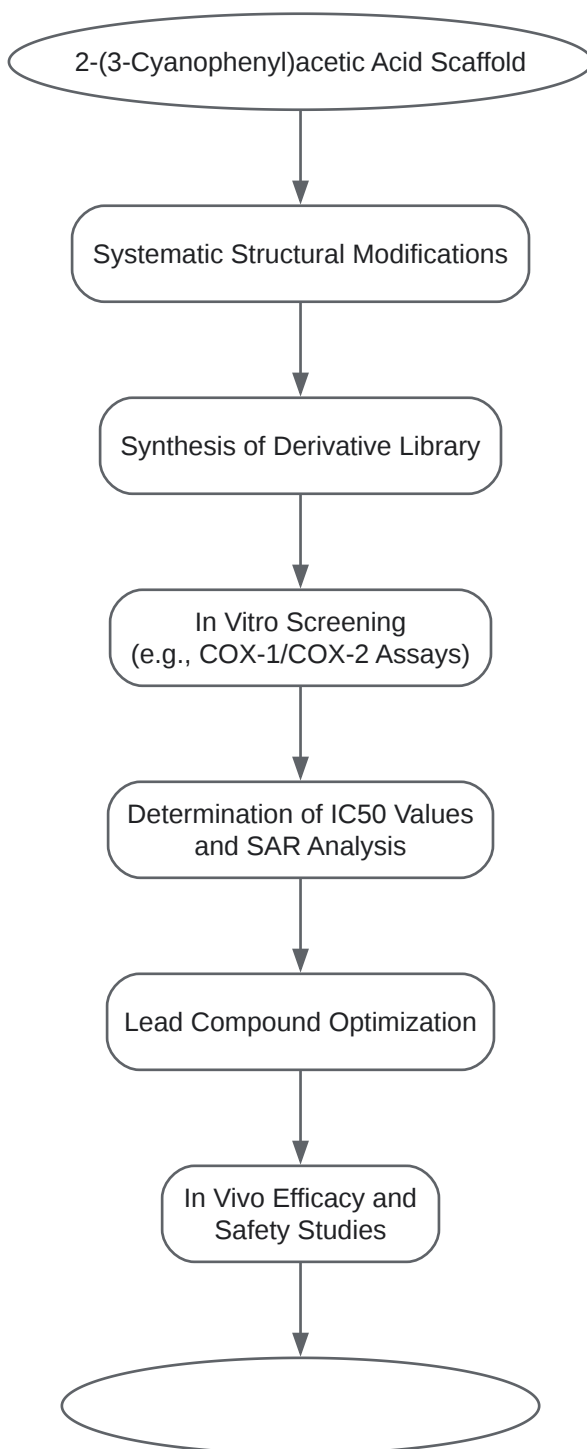 2-(3-Cyanophenyl)acetic Acid Scaffold
Systematic Structural Modifications
Synthesis of Derivative Library
In Vitro Screening
(e.g., COX-1/COX-2 Assays)
Determination of IC50 Values
and SAR Analysis
Lead Compound Optimization
In Vivo Efficacy and
Safety Studies